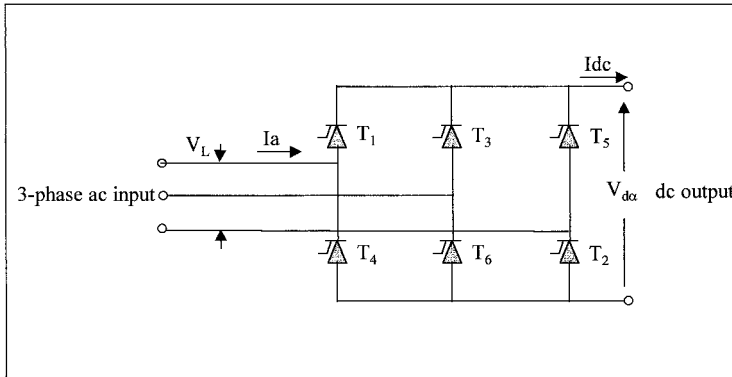 Idc
V_L
Ia
T₁
T₃
T₅
3-phase ac input
V_dα dc output
T₄
T₆
T₂